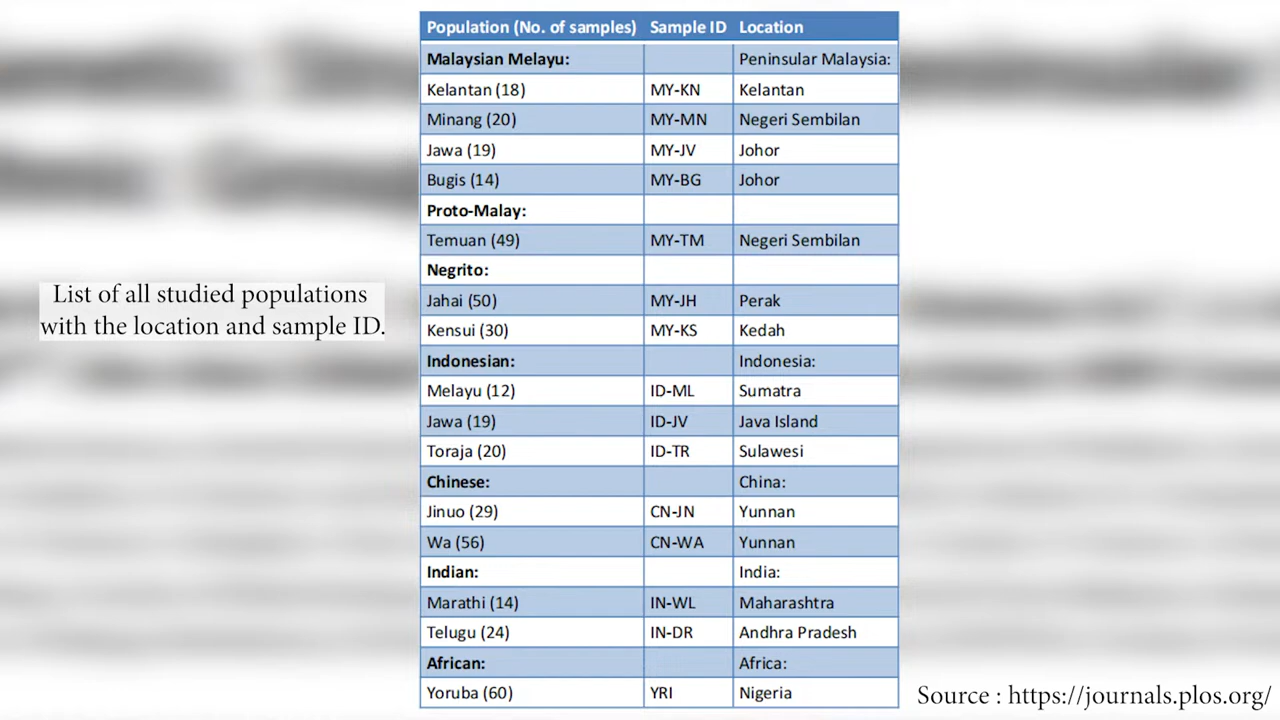 Population (No. of samples) Sample ID Location
Malaysian Melayu: Peninsular Malaysia:
Kelantan (18) MY-KN Kelantan
Minang (20) MY-MN Negeri Sembilan
Jawa (19) MY-JV Johor
Bugis (14) MY-BG Johor
Proto-Malay:
Temuan (49) MY-TM Negeri Sembilan
Negrito:
Jahai (50) MY-JH Perak
Kensui (30) MY-KS Kedah
Indonesian: Indonesia:
Melayu (12) ID-ML Sumatra
Jawa (19) ID-JV Java Island
Toraja (20) ID-TR Sulawesi
Chinese: China:
Jinuo (29) CN-JN Yunnan
Wa (56) CN-WA Yunnan
Indian: India:
Marathi (14) IN-WL Maharashtra
Telugu (24) IN-DR Andhra Pradesh
African: Africa:
Yoruba (60) YRI Nigeria
List of all studied populations
with the location and sample ID.
Source : https://journals.plos.org/